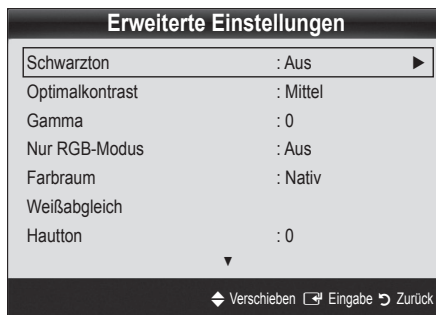 Erweiterte Einstellungen
Schwarzton : Aus ►
Optimalkontrast : Mittel
Gamma : 0
Nur RGB-Modus : Aus
Farbraum : Nativ
Weißabgleich
Hautton : 0
▼
Verschieben Eingabe Zurück